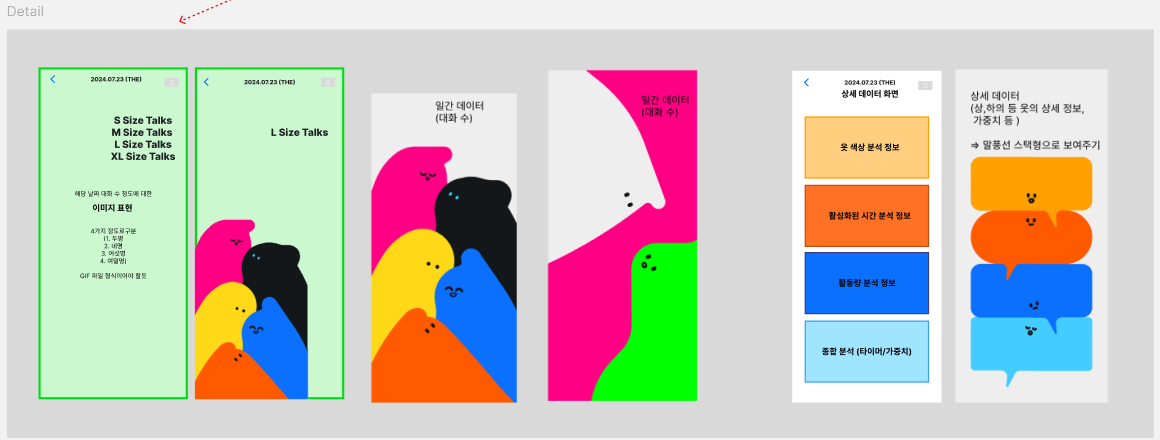 Detail
2024.07.23 (THE)
S Size Talks
M Size Talks
L Size Talks
XL Size Talks
해당 날짜 대화 수 정도에 대한
이미지 표현
4가지 정도로구분
(1. 두명
2. 네명
3. 여섯명
4. 여덟명)
GIF 파일 형식이어야 할듯
2024.07.23 (THE)
L Size Talks
일간 데이터
(대화 수)
일간 데이터
(대화 수)
2024.07.23 (THE)
상세 데이터 화면
옷 색상 분석 정보
활성화된 시간 분석 정보
활동량 분석 정보
종합 분석 (타이머/가중치)
상세 데이터
(상,하의 등 옷의 상세 정보,
가중치 등 )
⇒ 말풍선 스택형으로 보여주기